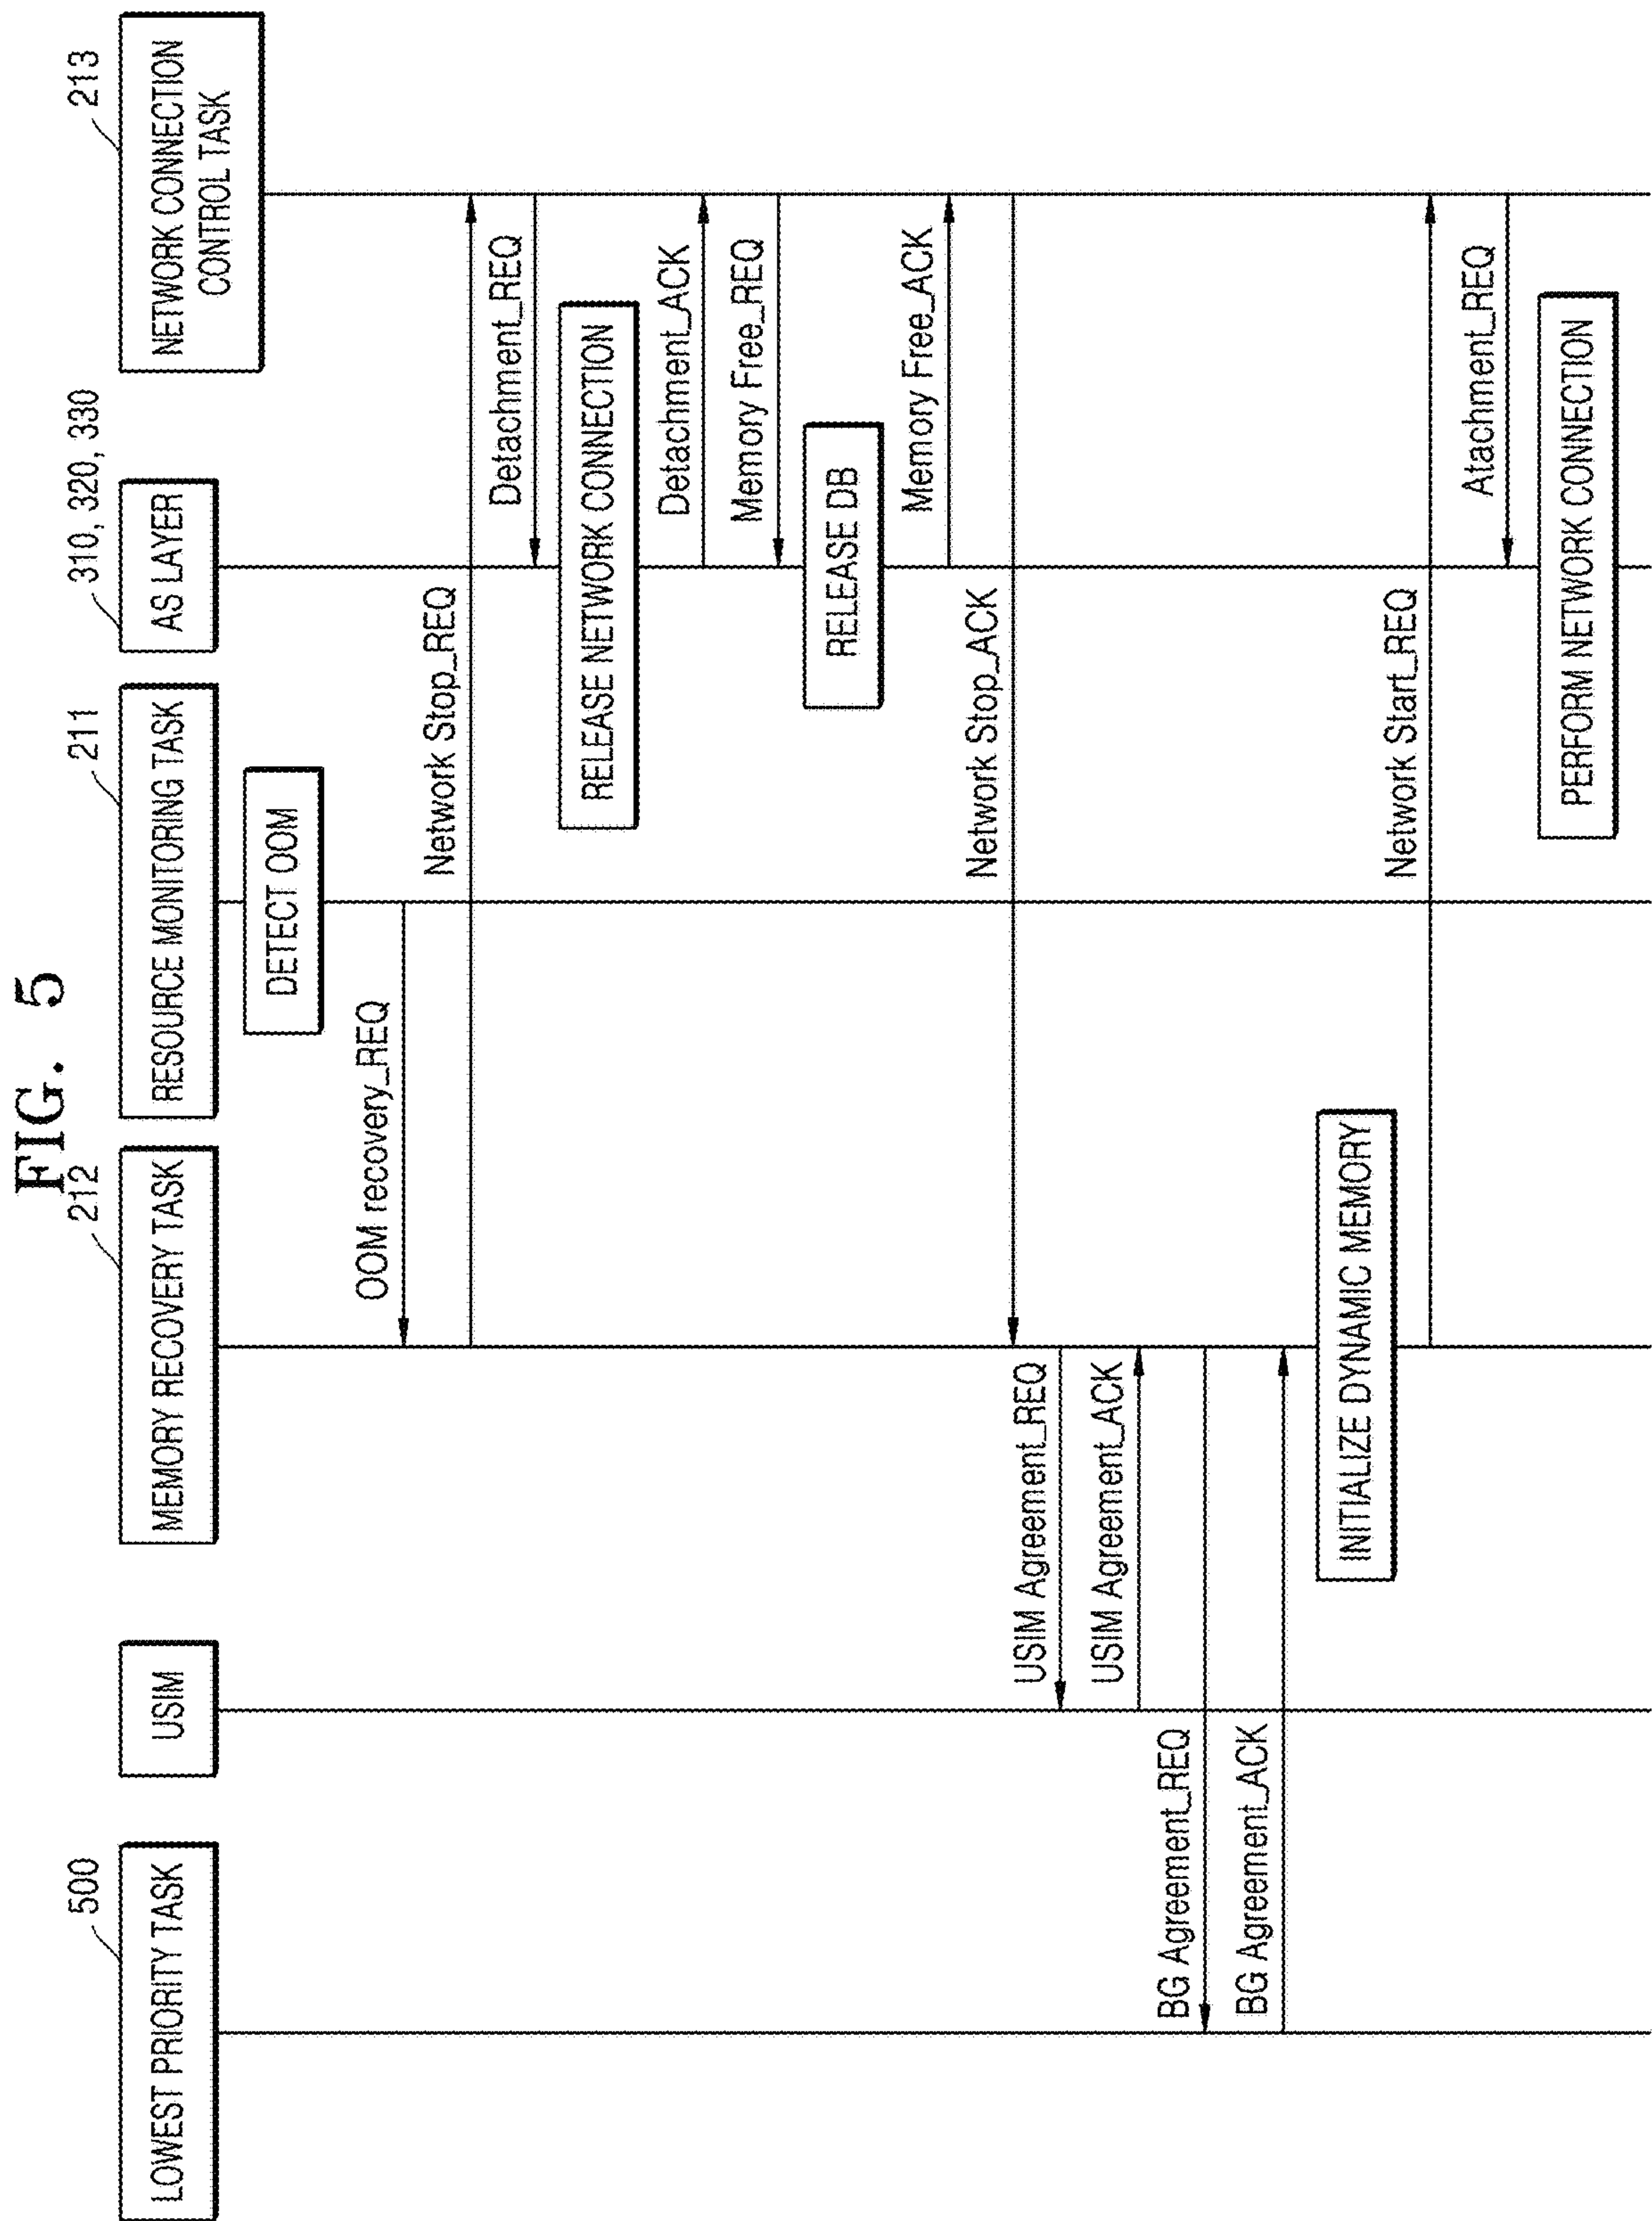 FIG. 5
500
212
211
310, 320, 330
213
LOWEST PRIORITY TASK
USIM
MEMORY RECOVERY TASK
RESOURCE MONITORING TASK
AS LAYER
NETWORK CONNECTION
CONTROL TASK
DETECT OOM
OOM recovery_REQ
Network Stop_REQ
Detachment_REQ
RELEASE NETWORK CONNECTION
Detachment_ACK
Memory Free_REQ
RELEASE DB
Memory Free_ACK
Network Stop_ACK
USIM Agreement_REQ
USIM Agreement_ACK
BG Agreement_REQ
BG Agreement_ACK
INITIALIZE DYNAMIC MEMORY
Network Start_REQ
Atachment_REQ
PERFORM NETWORK CONNECTION